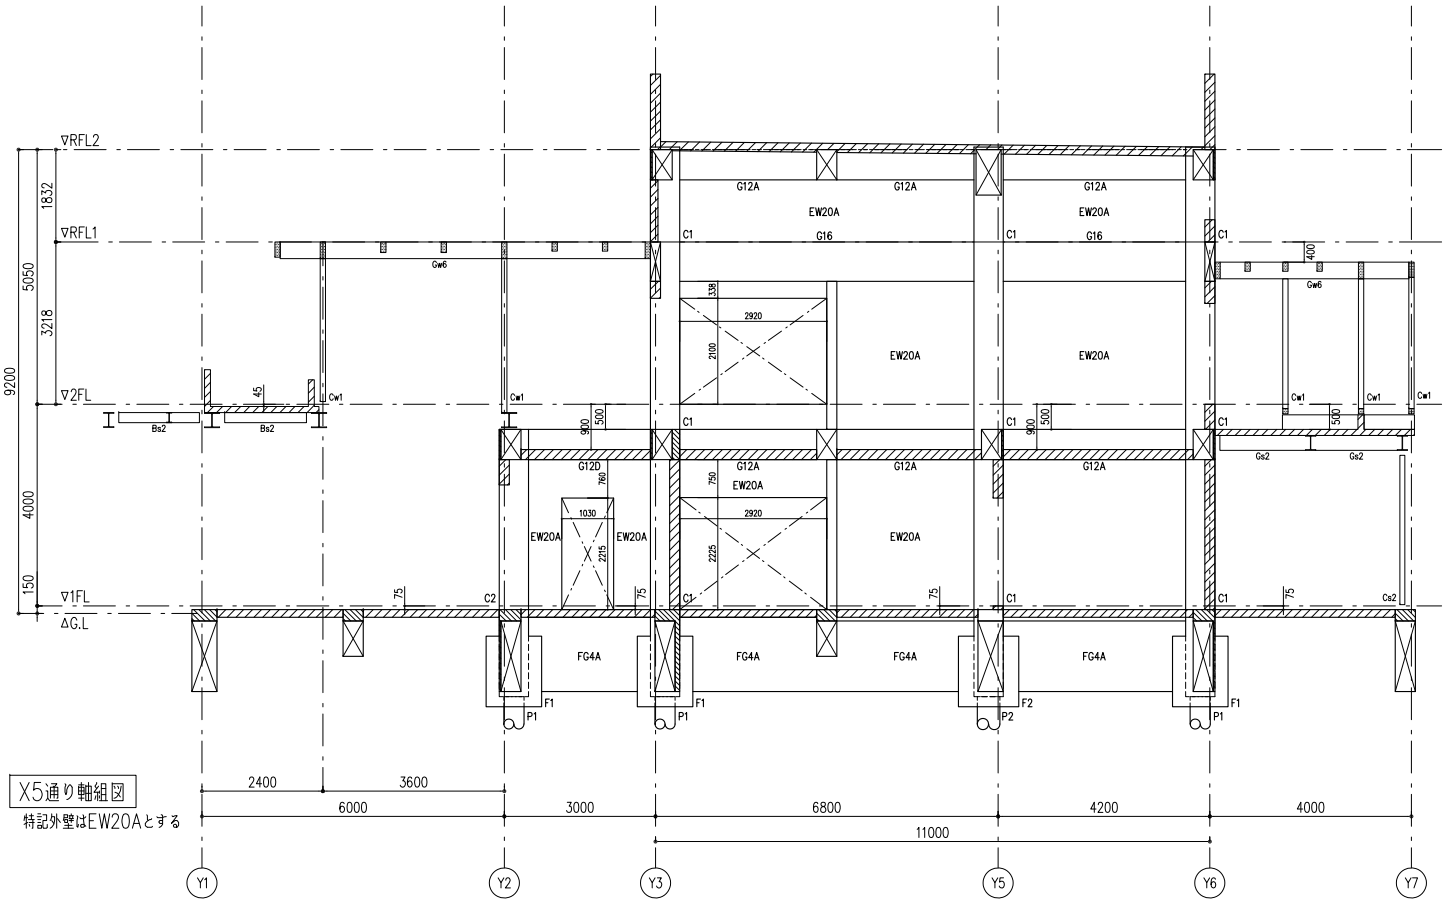 ▽RFL2
1832
G12A
G12A
G12A
EW20A
EW20A
▽RFL1
C1
G16
C1
G16
C1
400
Gw6
Gw6
5050
3218
9200
338
2920
2100
EW20A
EW20A
▽2FL
45
Cw1
Cw1
Cw1
Cw1
Cw1
Bs2
Bs2
900
500
C1
900
500
C1
C1
500
Gs2
Gs2
G12D
G12A
G12A
G12A
760
750
EW20A
4000
1030
2920
EW20A
EW20A
EW20A
2215
2225
150
▽1FL
75
C2
75
C1
75
C1
C1
75
Cs2
△G.L
FG4A
FG4A
FG4A
FG4A
F1
F1
F2
F1
P1
P1
P2
P1
X5通り軸組図
特記外壁はEW20Aとする
2400
3600
6000
3000
6800
4200
4000
11000
Y1
Y2
Y3
Y5
Y6
Y7